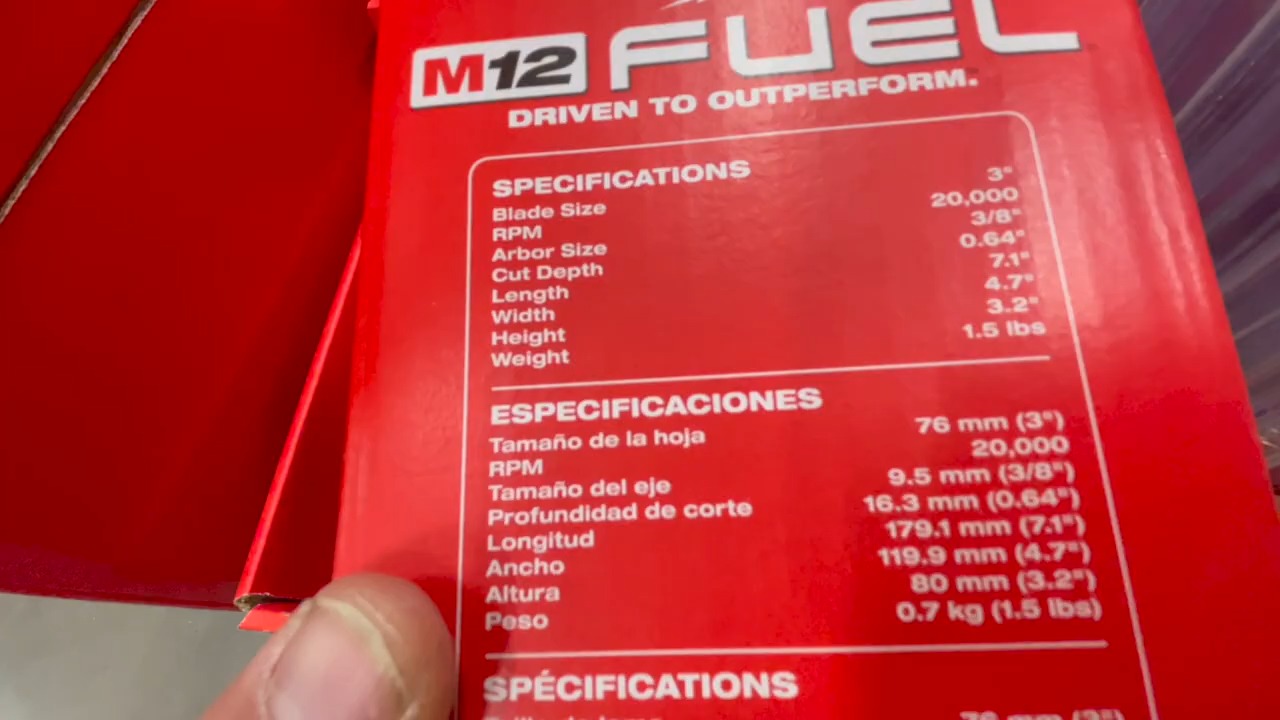 M12 FUEL
DRIVEN TO OUTPERFORM.
SPECIFICATIONS
Blade Size 3"
RPM 20,000
Arbor Size 3/8"
Cut Depth 0.64"
Length 7.1"
Width 4.7"
Height 3.2"
Weight 1.5 lbs
ESPECIFICACIONES
Tamaño de la hoja 76 mm (3")
RPM 20,000
Tamaño del eje 9.5 mm (3/8")
Profundidad de corte 16.3 mm (0.64")
Longitud 179.1 mm (7.1")
Ancho 119.9 mm (4.7")
Altura 80 mm (3.2")
Peso 0.7 kg (1.5 lbs)
SPÉCIFICATIONS
76 mm (3")